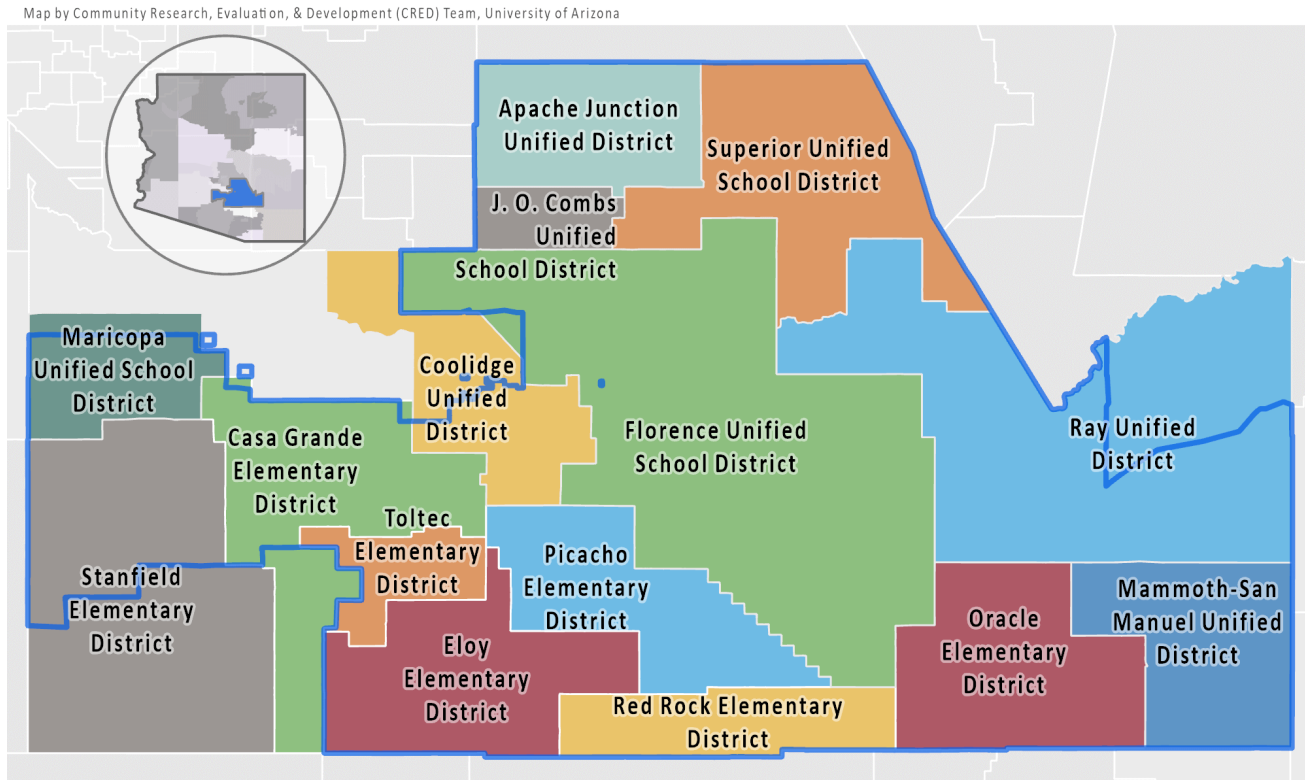 Map by Community Research, Evaluation, & Development (CRED) Team, University of Arizona
Apache Junction
Unified District
Superior Unified
School District
J. O. Combs
Unified
School District
Maricopa
Unified School
District
Coolidge
Unified
District
Casa Grande
Elementary
District
Florence Unified
School District
Ray Unified
District
Toltec
Elementary
District
Picacho
Elementary
District
Stanfield
Elementary
District
Mammoth-San
Manuel Unified
District
Oracle
Elementary
District
Eloy
Elementary
District
Red Rock Elementary
District